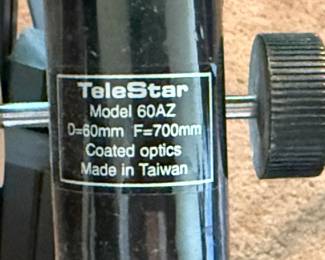 TeleStar
Model 60AZ
D=60mm F=700mm
Coated optics
Made in Taiwan